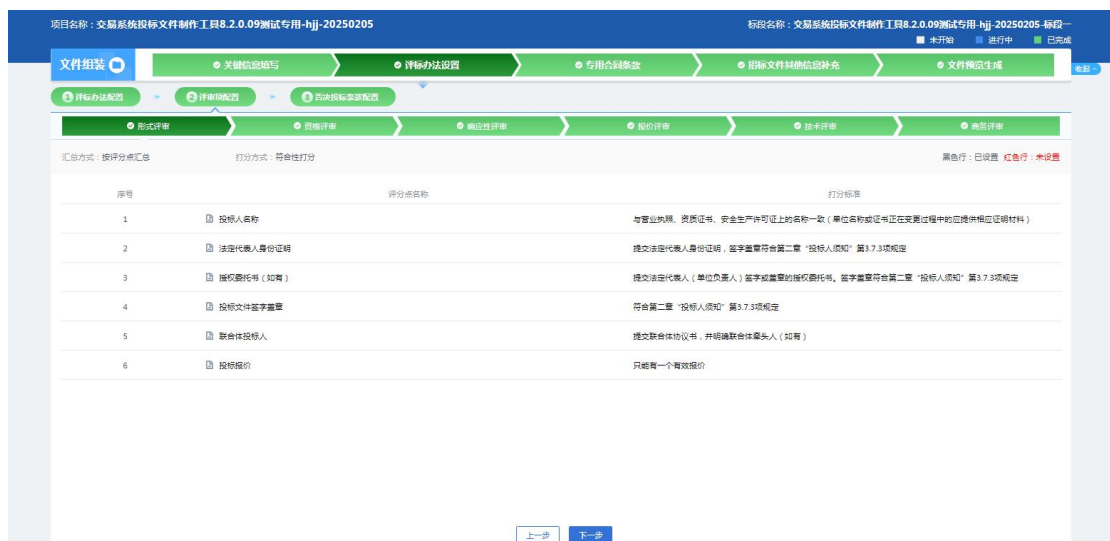 项目名称：交易系统投标文件制作工具8.2.0.09测试专用-hjj-20250205 标段名称：交易系统投标文件制作工具8.2.0.09测试专用-hjj-20250205-标段一
未开始 进行中 已完成
文件组装 关键信息填写 评标办法设置 专用合同条款 招标文件其他信息补充 文件预览生成 收起
1 评标办法配置 2 评审项配置 3 否决投标条款配置
形式评审 资格评审 响应性评审 报价评审 技术评审 商务评审
汇总方式：按评分点汇总 打分方式：符合性打分 黑色行：已设置 红色行：未设置
序号 评分点名称 打分标准
1 投标人名称 与营业执照、资质证书、安全生产许可证上的名称一致（单位名称或证书正在变更过程中的应提供相应证明材料）
2 法定代表人身份证明 提交法定代表人身份证明，签字盖章符合第二章“投标人须知”第3.7.3项规定
3 授权委托书（如有） 提交法定代表人（单位负责人）签字或盖章的授权委托书。签字盖章符合第二章“投标人须知”第3.7.3项规定
4 投标文件签字盖章 符合第二章“投标人须知”第3.7.3项规定
5 联合体投标人 提交联合体协议书，并明确联合体牵头人（如有）
6 投标报价 只能有一个有效报价
上一步 下一步